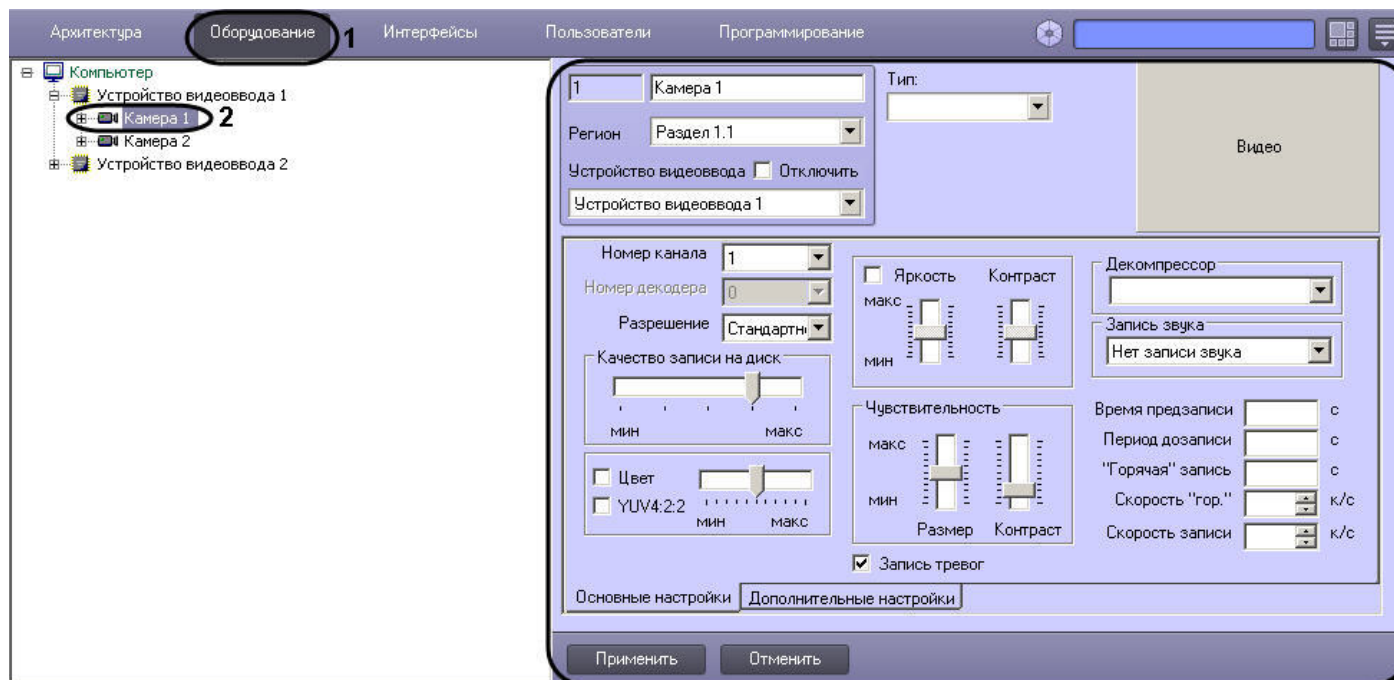 Архитектура Оборудование 1 Интерфейсы Пользователи Программирование
Компьютер
Устройство видеоввода 1
Камера 1 2
Камера 2
Устройство видеоввода 2
1 Камера 1
Тип:
Регион Раздел 1.1
Устройство видеоввода Отключить
Устройство видеоввода 1
Видео
Номер канала 1
Номер декодера 0
Разрешение Стандартн
Качество записи на диск
мин макс
Цвет
YUV4:2:2
мин макс
Яркость Контраст
макс
мин
Чувствительность
макс
мин
Размер Контраст
Запись тревог
Декомпрессор
Запись звука
Нет записи звука
Время предзаписи с
Период дозаписи с
"Горячая" запись с
Скорость "гор." к/с
Скорость записи к/с
Основные настройки Дополнительные настройки
Применить Отменить